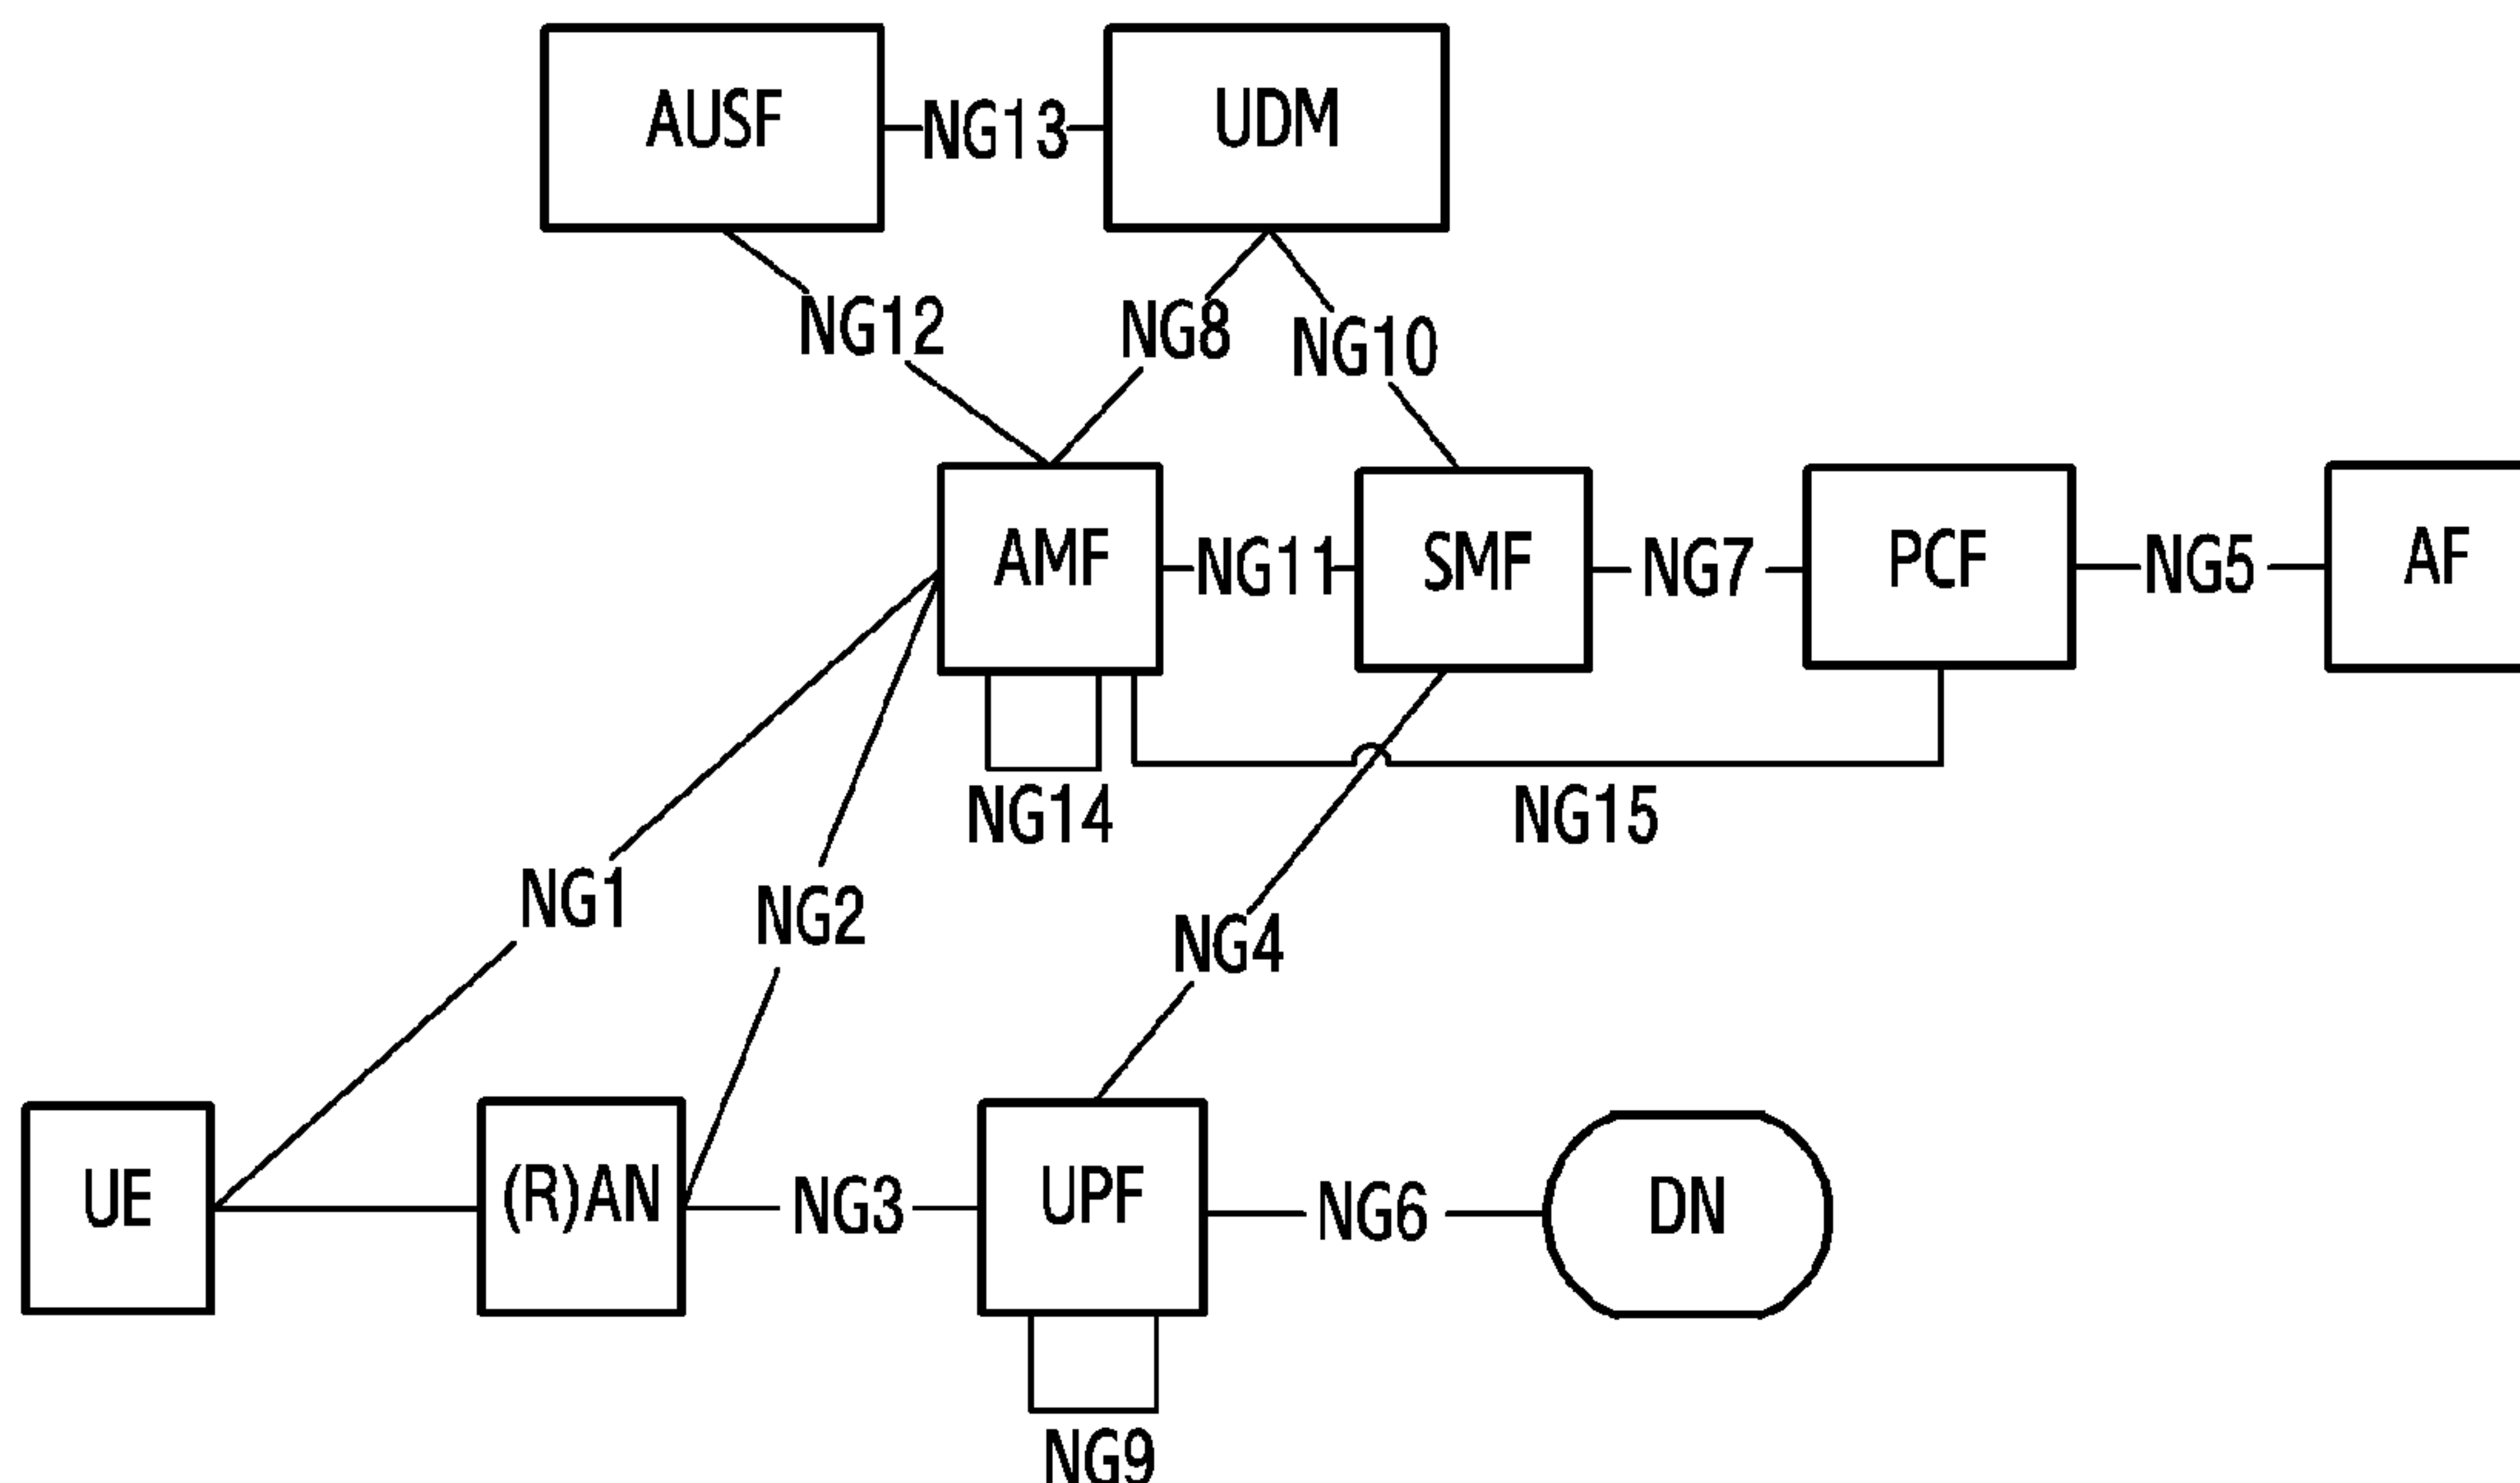 AUSF
NG13
UDM
NG12
NG8
NG10
AMF
NG11
SMF
NG7
PCF
NG5
AF
NG14
NG15
NG1
NG2
NG4
UE
(R)AN
NG3
UPF
NG6
DN
NG9